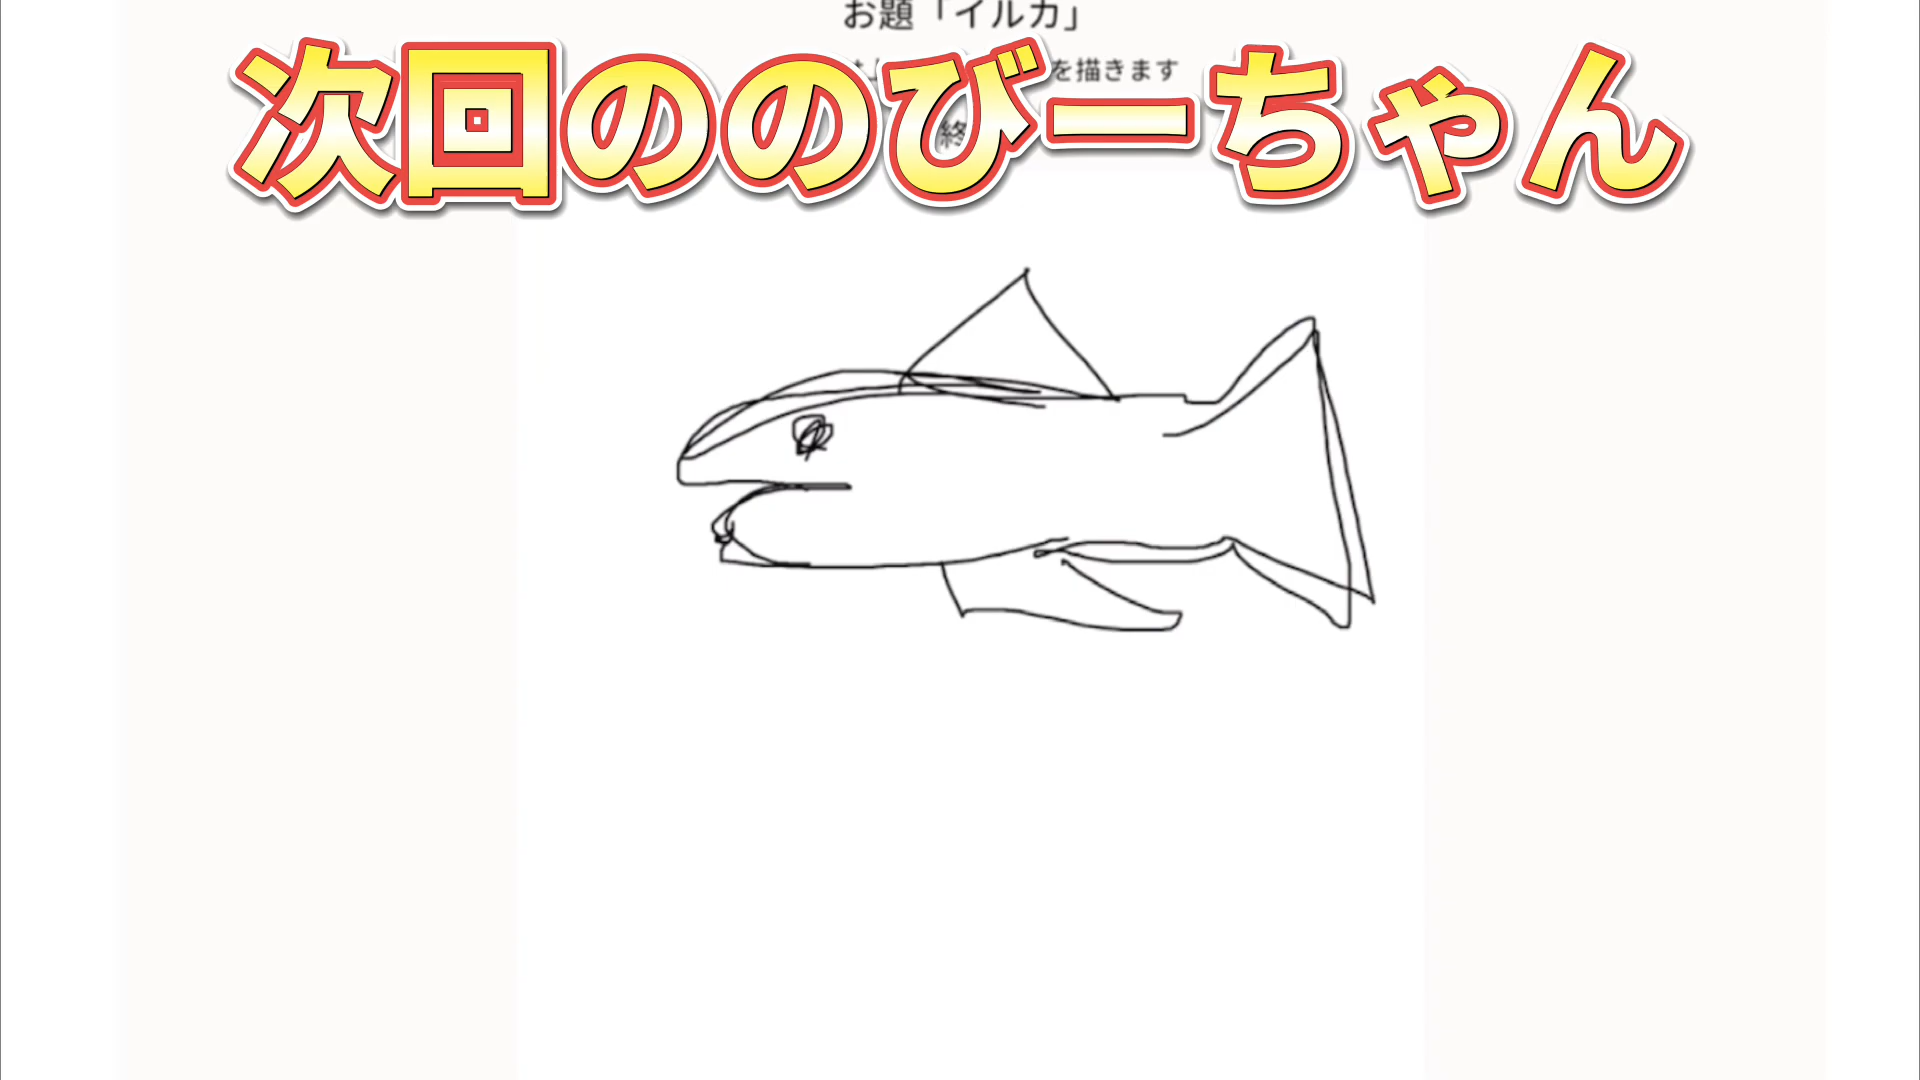 お題「イルカ」
を描きます
次回ののびーちゃん
終